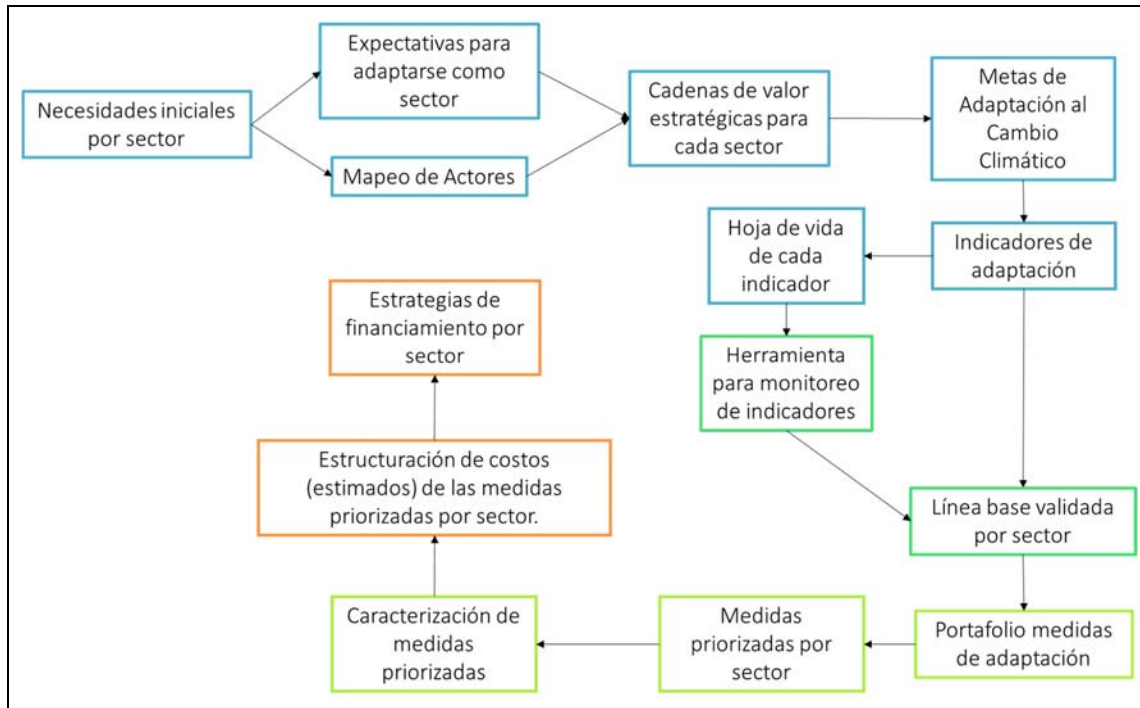 Necesidades iniciales
por sector
Expectativas para
adaptarse como
sector
Mapeo de Actores
Cadenas de valor
estratégicas para
cada sector
Metas de
Adaptación al
Cambio
Climático
Indicadores de
adaptación
Hoja de vida
de cada
indicador
Herramienta
para monitoreo
de indicadores
Línea base validada
por sector
Portafolio medidas
de adaptación
Medidas
priorizadas por
sector
Caracterización de
medidas
priorizadas
Estructuración de costos
(estimados) de las medidas
priorizadas por sector.
Estrategias de
financiamiento por
sector